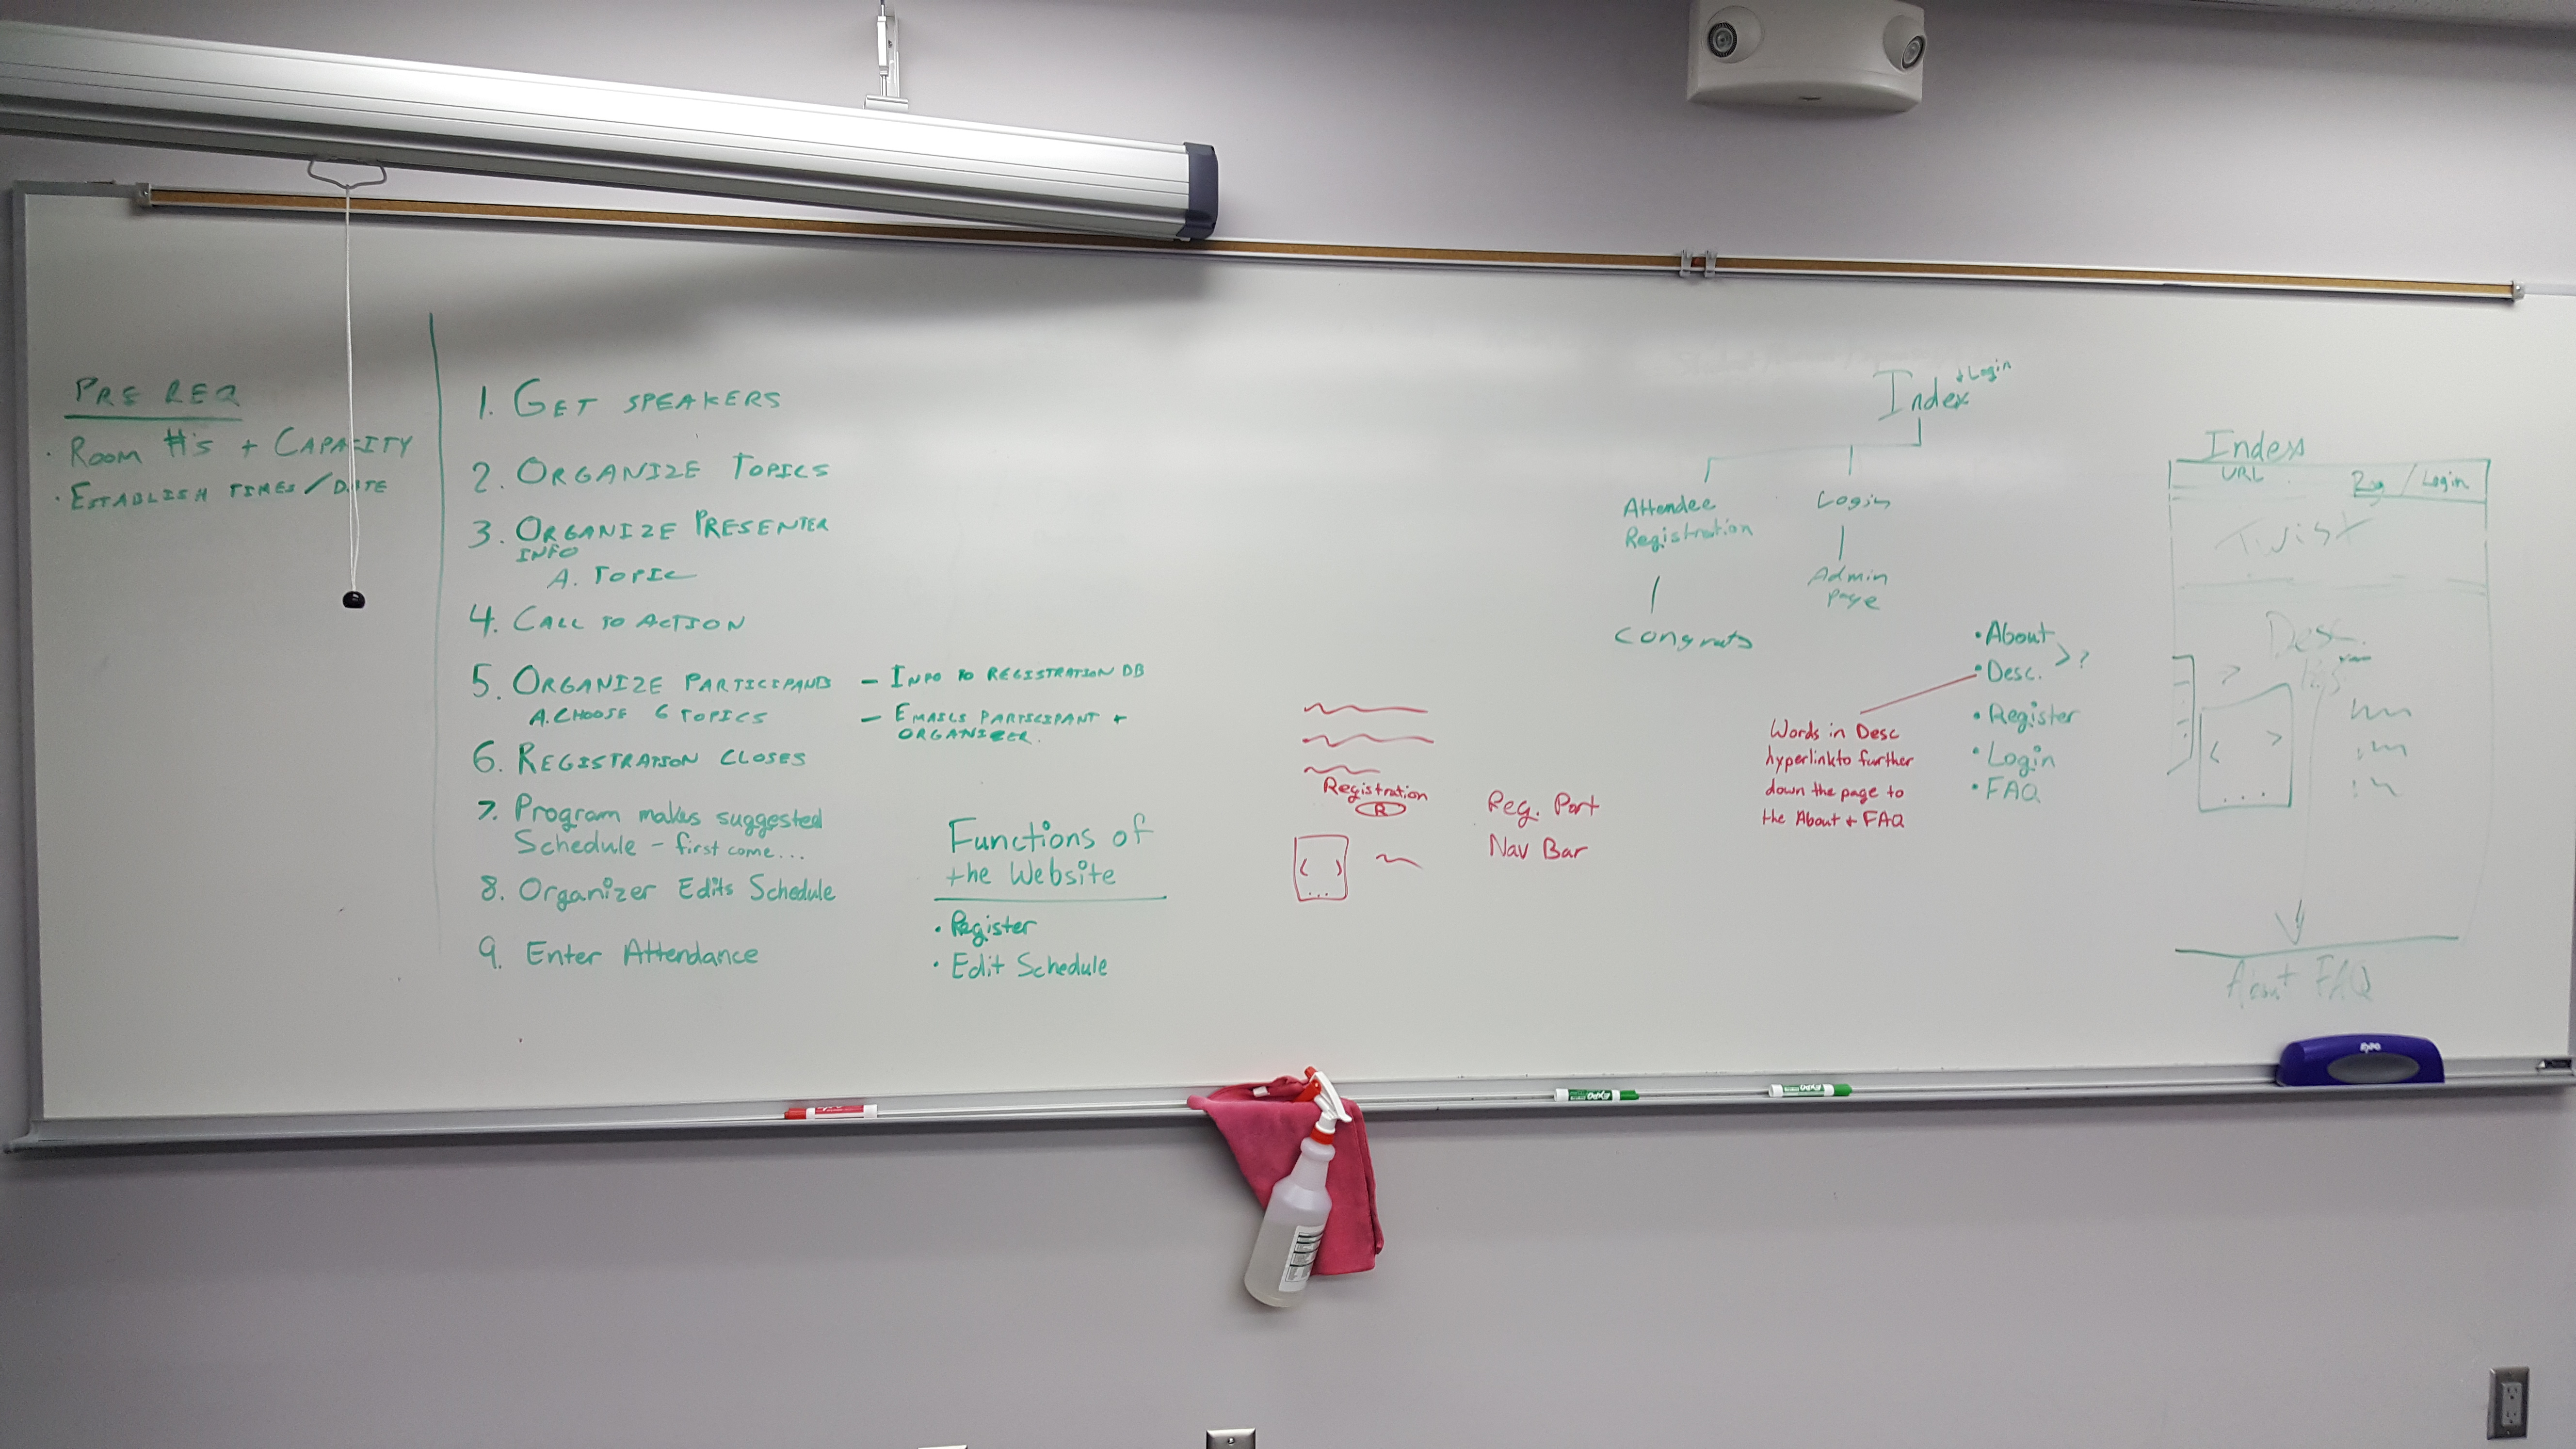 PRE REQ
· ROOM #'s + CAPACITY
· ESTABLISH TIMES / DATE
1. GET SPEAKERS
2. ORGANIZE TOPICS
3. ORGANIZE PRESENTER
INFO
A. TOPIC
4. CALL TO ACTION
5. ORGANIZE PARTICIPANTS
A. CHOOSE 6 TOPICS
– INFO TO REGISTRATION DB
– EMAILS PARTICIPANT +
ORGANIZER.
6. REGISTRATION CLOSES
7. Program makes suggested
Schedule – first come...
8. Organizer Edits Schedule
9. Enter Attendance
Functions of
the Website
· Register
· Edit Schedule
Registration
R
Reg. Port
Nav Bar
Index
+ Login
Attendee
Registration
Congrats
Login
Admin
page
· About
· Desc. > ?
· Register
· Login
· FAQ
Words in Desc
hyperlink to further
down the page to
the About + FAQ
Index
URL
Reg / Login
Twist
Desc.
About FAQ
EXPO
EXPO
expo